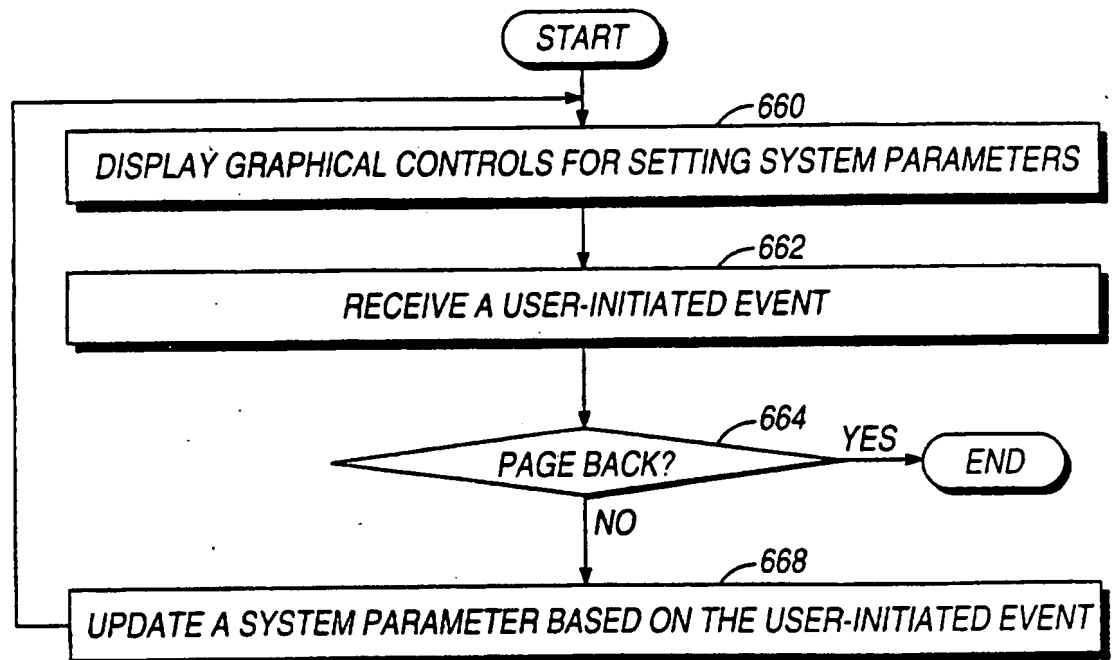 START
660
DISPLAY GRAPHICAL CONTROLS FOR SETTING SYSTEM PARAMETERS
662
RECEIVE A USER-INITIATED EVENT
664
PAGE BACK?
YES
END
NO
668
UPDATE A SYSTEM PARAMETER BASED ON THE USER-INITIATED EVENT